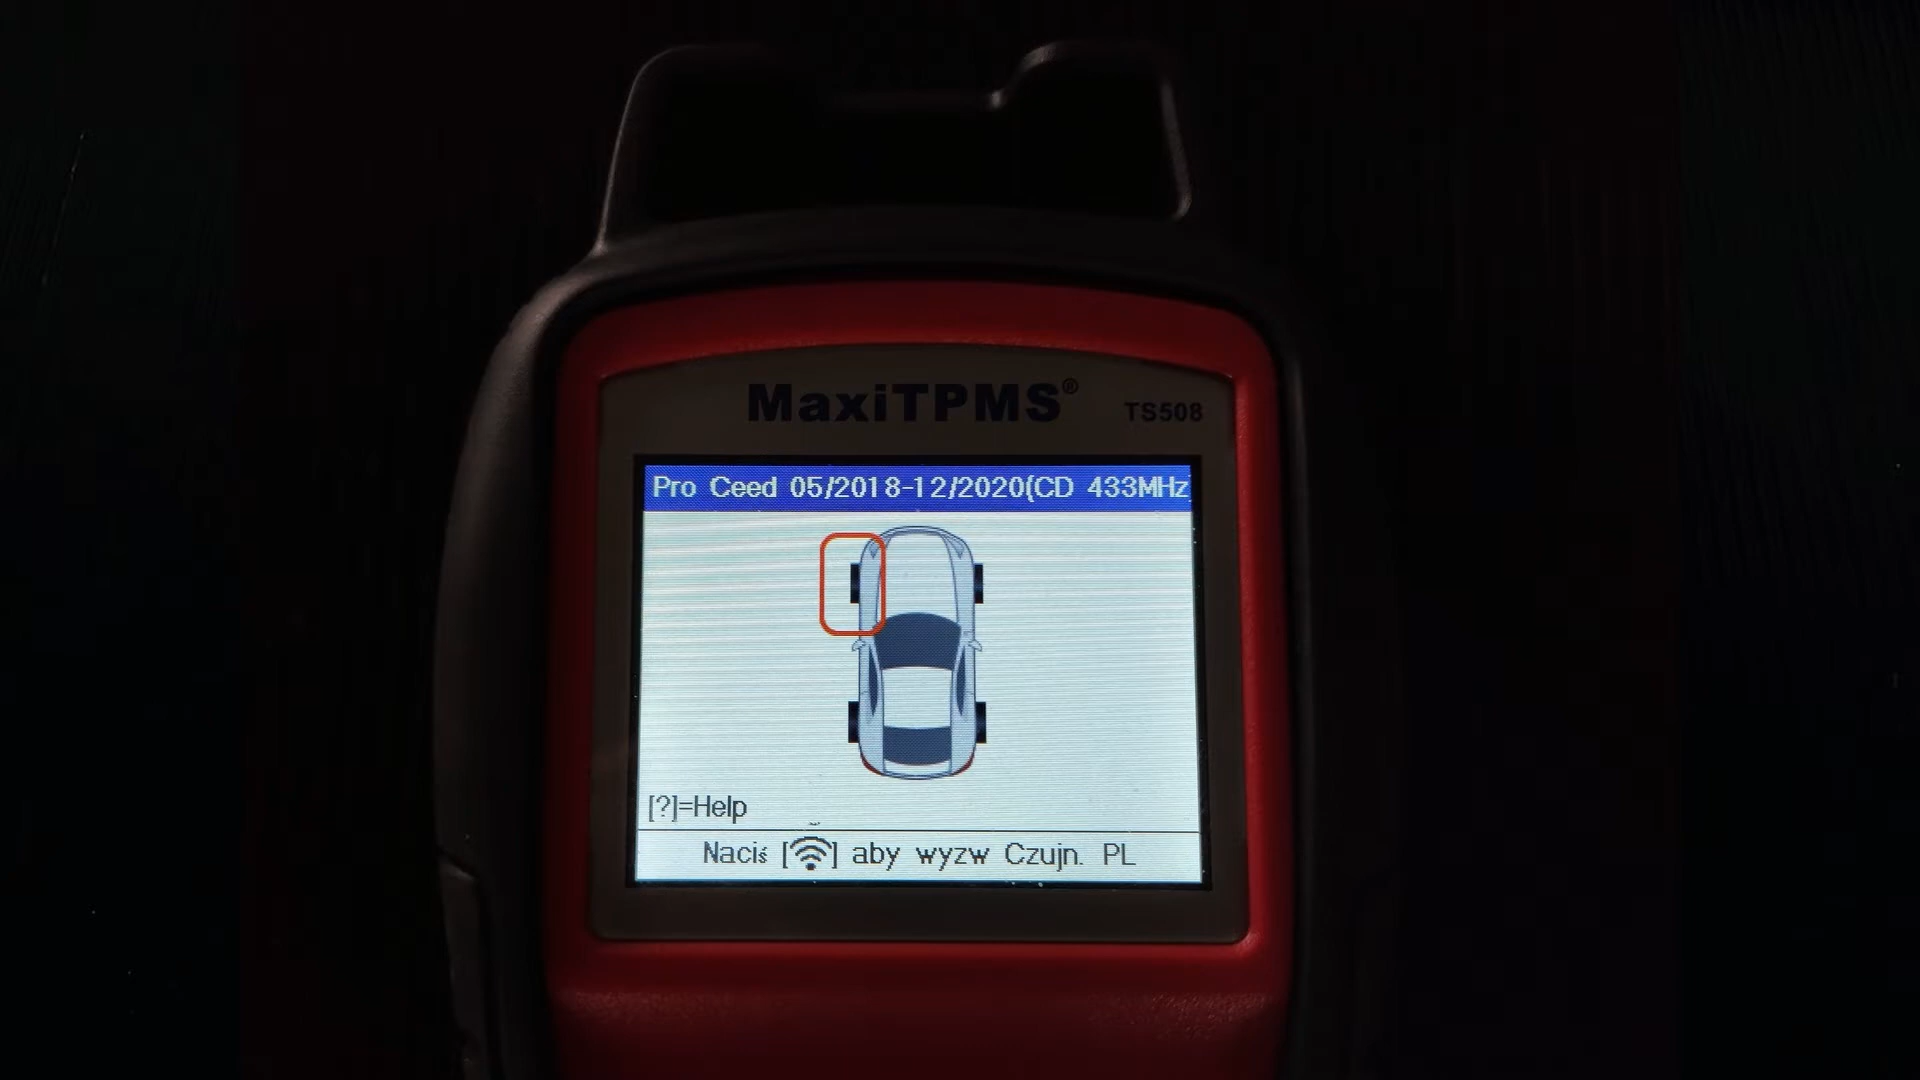 MaxiTPMS® TS508
Pro Ceed 05/2018-12/2020(CD 433MHz
[?]=Help
Naciś [ ] aby wyzw Czujn. PL